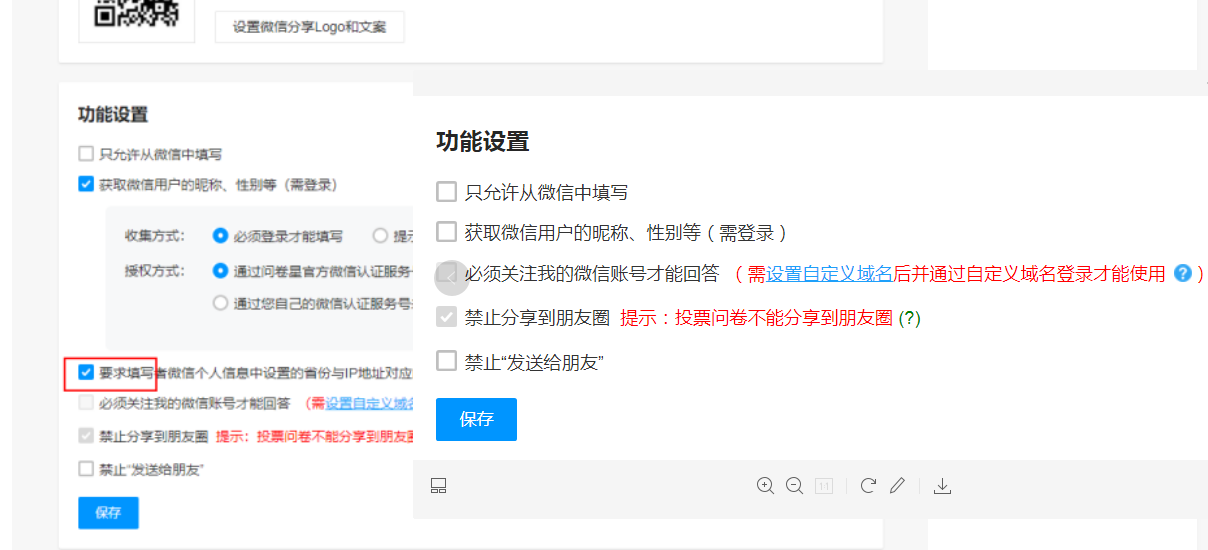 设置微信分享Logo和文案
功能设置
只允许从微信中填写
获取微信用户的昵称、性别等（需登录）
收集方式： 必须登录才能填写 提示
授权方式： 通过问卷星官方微信认证服务
通过您自己的微信认证服务号
要求填写者微信个人信息中设置的省份与IP地址对应
必须关注我的微信账号才能回答 （需设置自定义域名
禁止分享到朋友圈 提示：投票问卷不能分享到朋友圈
禁止“发送给朋友”
保存
功能设置
只允许从微信中填写
获取微信用户的昵称、性别等（需登录）
必须关注我的微信账号才能回答 （需设置自定义域名后并通过自定义域名登录才能使用 ? ）
禁止分享到朋友圈 提示：投票问卷不能分享到朋友圈 (?)
禁止“发送给朋友”
保存
1:1